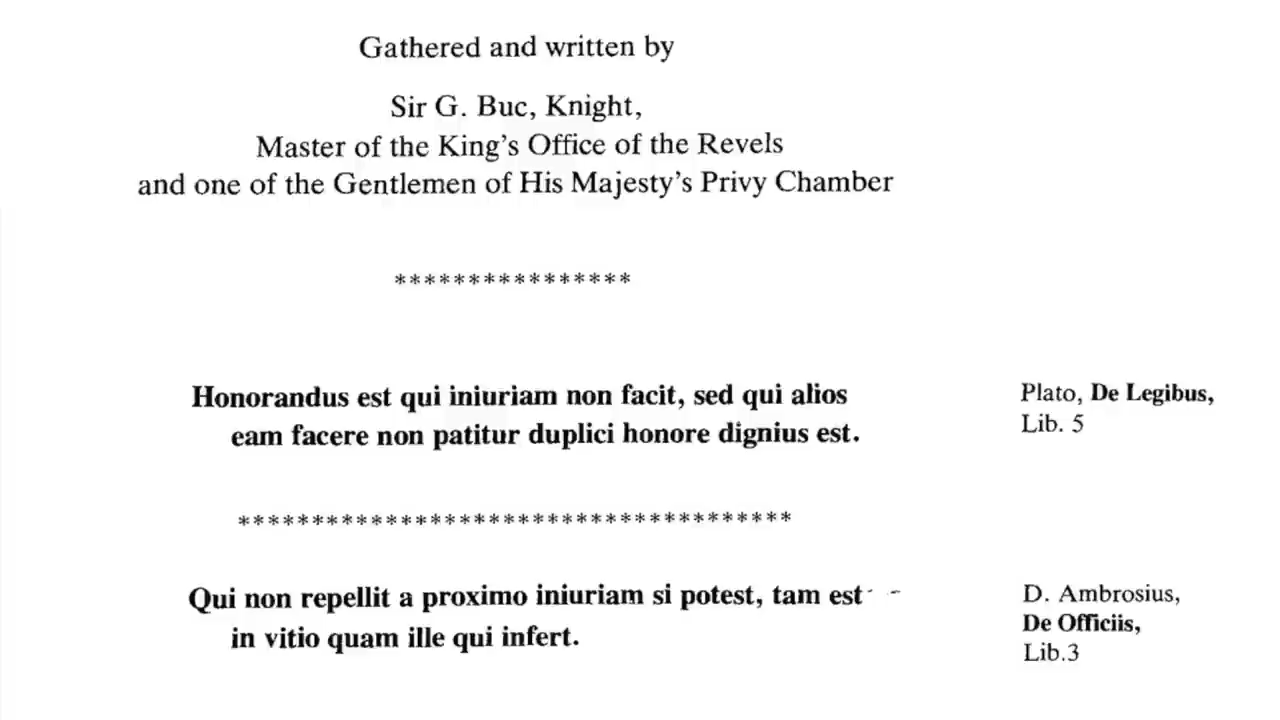 Gathered and written by
Sir G. Buc, Knight,
Master of the King's Office of the Revels
and one of the Gentlemen of His Majesty's Privy Chamber
****************
Honorandus est qui iniuriam non facit, sed qui alios
eam facere non patitur duplici honore dignius est.
Plato, De Legibus,
Lib. 5
**************************************
Qui non repellit a proximo iniuriam si potest, tam est
in vitio quam ille qui infert.
D. Ambrosius,
De Officiis,
Lib.3